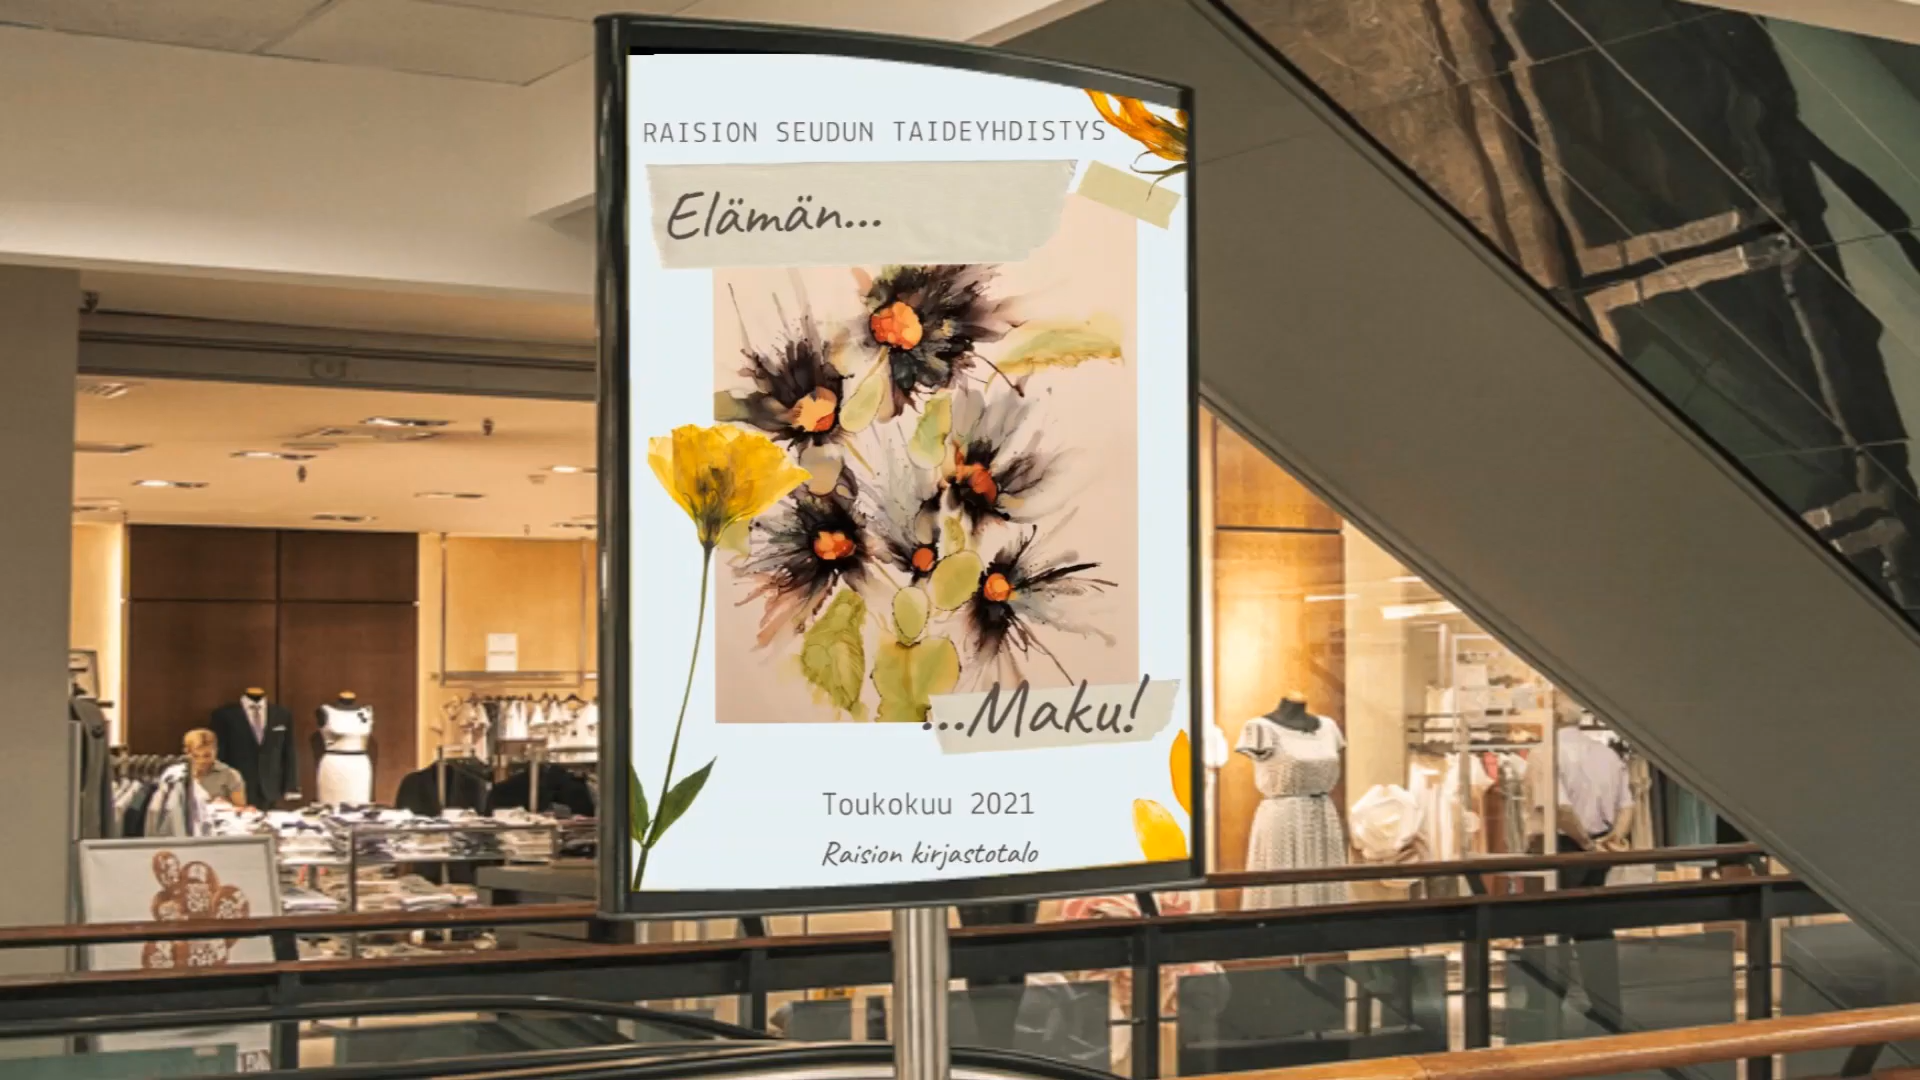 RAISION SEUDUN TAIDEYHDISTYS
Elämän...
...Maku!
Toukokuu 2021
Raision kirjastotalo